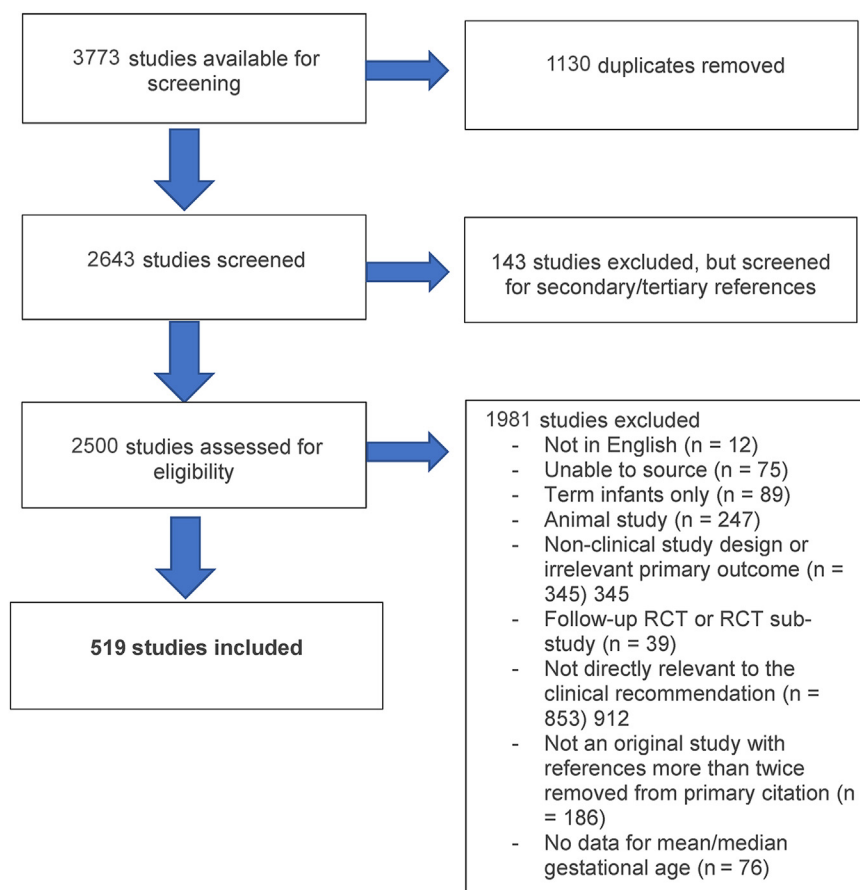 3773 studies available for
screening
1130 duplicates removed
2643 studies screened
143 studies excluded, but screened
for secondary/tertiary references
2500 studies assessed for
eligibility
1981 studies excluded
- Not in English (n = 12)
- Unable to source (n = 75)
- Term infants only (n = 89)
- Animal study (n = 247)
- Non-clinical study design or
irrelevant primary outcome (n =
345) 345
- Follow-up RCT or RCT sub-
study (n = 39)
- Not directly relevant to the
clinical recommendation (n =
853) 912
- Not an original study with
references more than twice
removed from primary citation (n
= 186)
- No data for mean/median
gestational age (n = 76)
519 studies included